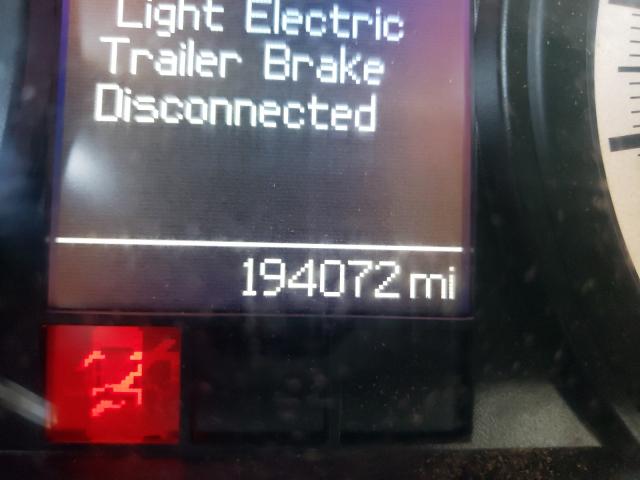 Light Electric
Trailer Brake
Disconnected
194072 mi